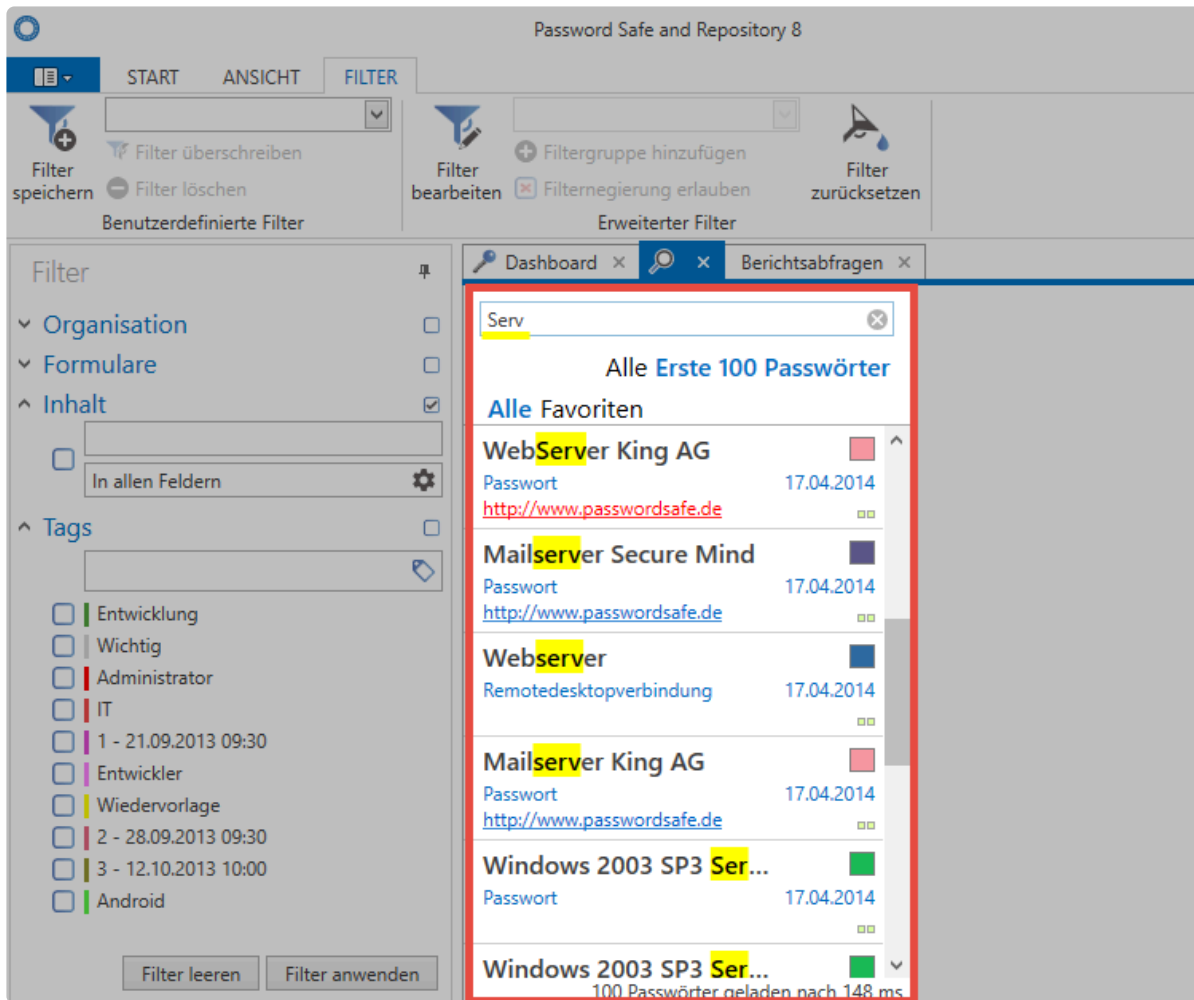 Password Safe and Repository 8
START ANSICHT FILTER
Filter speichern
Filter überschreiben
Filter löschen
Benutzerdefinierte Filter
Filter bearbeiten
Filtergruppe hinzufügen
Filternegierung erlauben
Erweiterter Filter
Filter zurücksetzen
Filter
Organisation
Formulare
Inhalt
In allen Feldern
Tags
Entwicklung
Wichtig
Administrator
IT
1 - 21.09.2013 09:30
Entwickler
Wiedervorlage
2 - 28.09.2013 09:30
3 - 12.10.2013 10:00
Android
Filter leeren Filter anwenden
Dashboard Berichtsabfragen
Serv
Alle Erste 100 Passwörter
Alle Favoriten
WebServer King AG
Passwort 17.04.2014
http://www.passwordsafe.de
Mailserver Secure Mind
Passwort 17.04.2014
http://www.passwordsafe.de
Webserver
Remotedesktopverbindung 17.04.2014
Mailserver King AG
Passwort 17.04.2014
http://www.passwordsafe.de
Windows 2003 SP3 Ser...
Passwort 17.04.2014
Windows 2003 SP3 Ser...
100 Passwörter geladen nach 148 ms